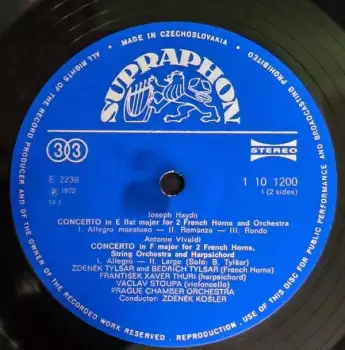 MADE IN CZECHOSLOVAKIA
ALL RIGHTS OF THE RECORD PRODUCER AND OF THE OWNER OF THE RECORDED WORK RESERVED . REPRODUCTION . USE OF THIS DISC FOR PUBLIC PERFORMANCE AND BROADCASTING PROHIBITED
SUPRAPHON
33
STEREO
E 2239
℗ 1972
74 1
1 10 1200
1 (2 sides)
Joseph Haydn
CONCERTO in E flat major for 2 French Horns and Orchestra
I. Allegro maestoso — II. Romanza — III. Rondo
Antonio Vivaldi
CONCERTO in F major for 2 French Horns,
String Orchestra and Harpsichord
I. Allegro — II. Largo (Solo: B. Tylšar)
ZDENĚK TYLŠAR and BEDŘICH TYLŠAR (French Horns)
FRANTIŠEK XAVER THURI (harpsichord)
VÁCLAV STOUPA (violoncello)
PRAGUE CHAMBER ORCHESTRA
Conductor: ZDENĚK KOŠLER